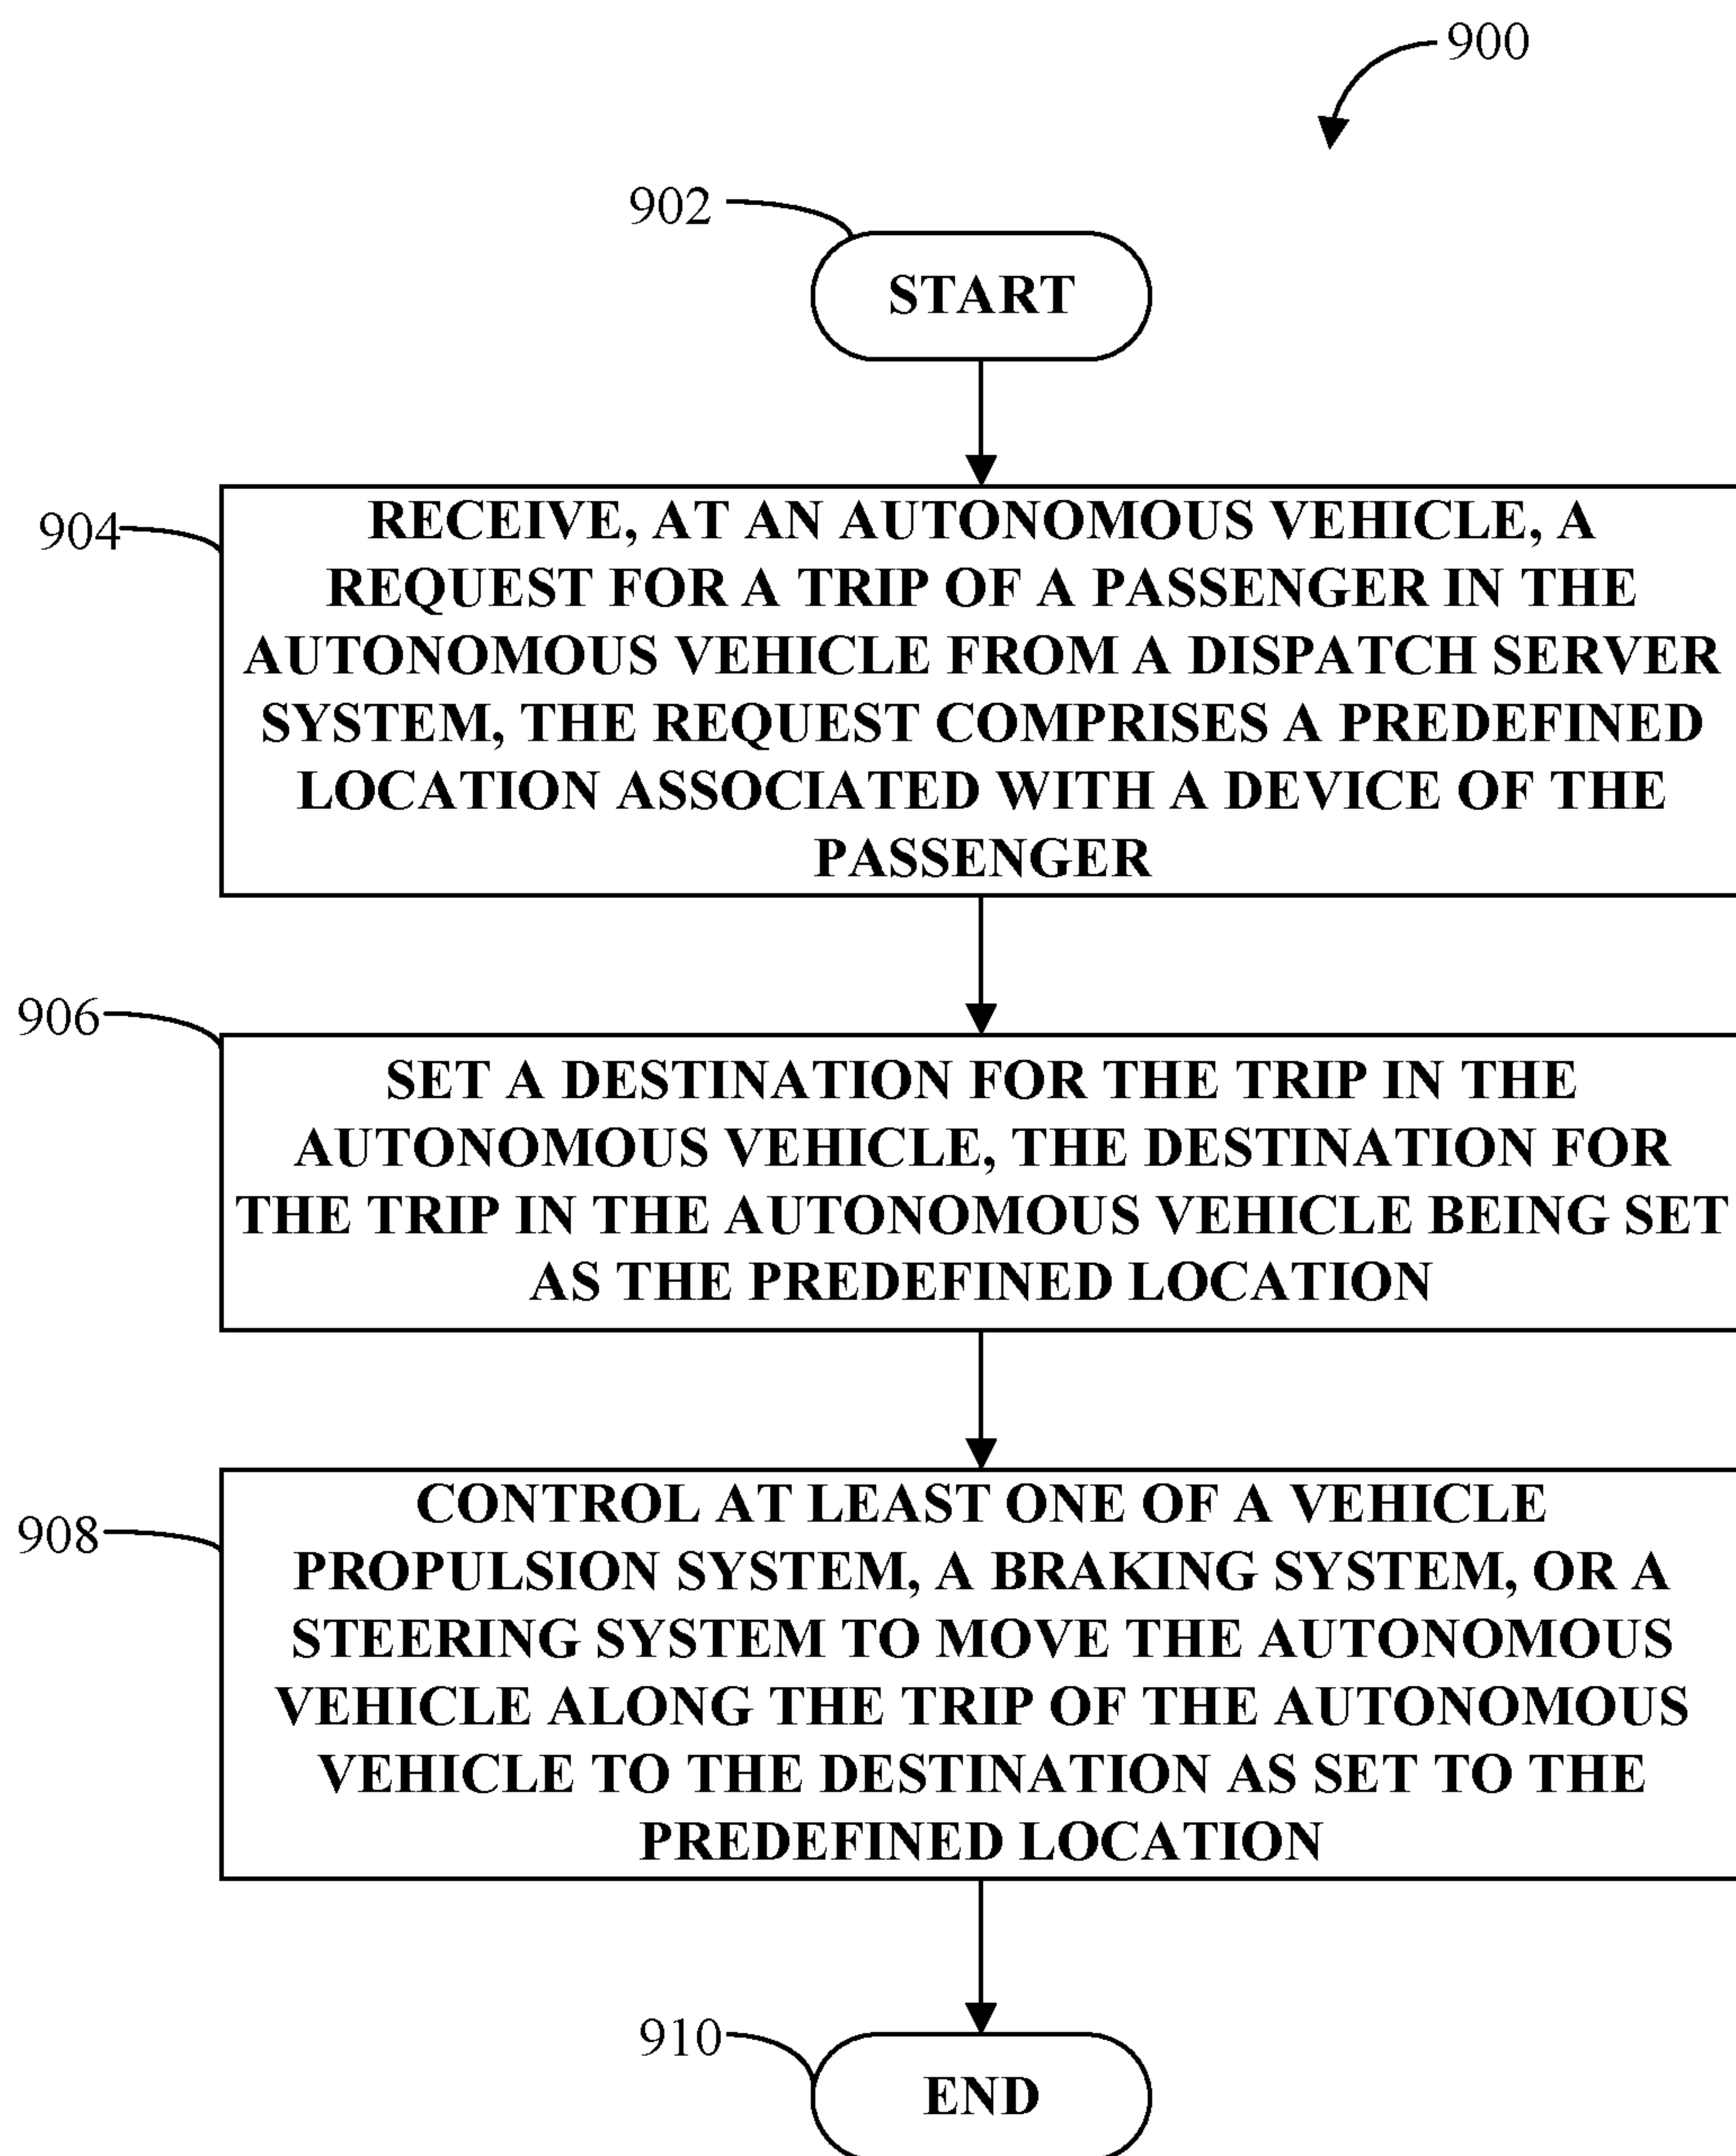 900
902
START
904
RECEIVE, AT AN AUTONOMOUS VEHICLE, A
REQUEST FOR A TRIP OF A PASSENGER IN THE
AUTONOMOUS VEHICLE FROM A DISPATCH SERVER
SYSTEM, THE REQUEST COMPRISES A PREDEFINED
LOCATION ASSOCIATED WITH A DEVICE OF THE
PASSENGER
906
SET A DESTINATION FOR THE TRIP IN THE
AUTONOMOUS VEHICLE, THE DESTINATION FOR
THE TRIP IN THE AUTONOMOUS VEHICLE BEING SET
AS THE PREDEFINED LOCATION
908
CONTROL AT LEAST ONE OF A VEHICLE
PROPULSION SYSTEM, A BRAKING SYSTEM, OR A
STEERING SYSTEM TO MOVE THE AUTONOMOUS
VEHICLE ALONG THE TRIP OF THE AUTONOMOUS
VEHICLE TO THE DESTINATION AS SET TO THE
PREDEFINED LOCATION
910
END